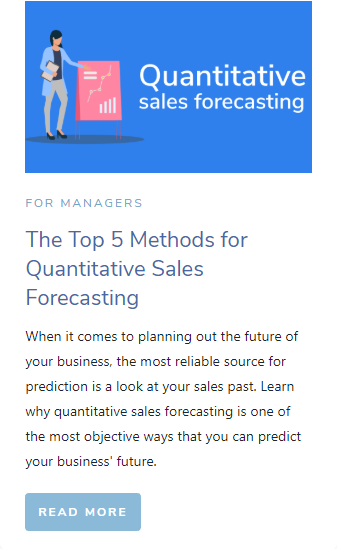 Quantitative
sales forecasting
FOR MANAGERS
The Top 5 Methods for
Quantitative Sales
Forecasting
When it comes to planning out the future of
your business, the most reliable source for
prediction is a look at your sales past. Learn
why quantitative sales forecasting is one of
the most objective ways that you can predict
your business' future.
READ MORE